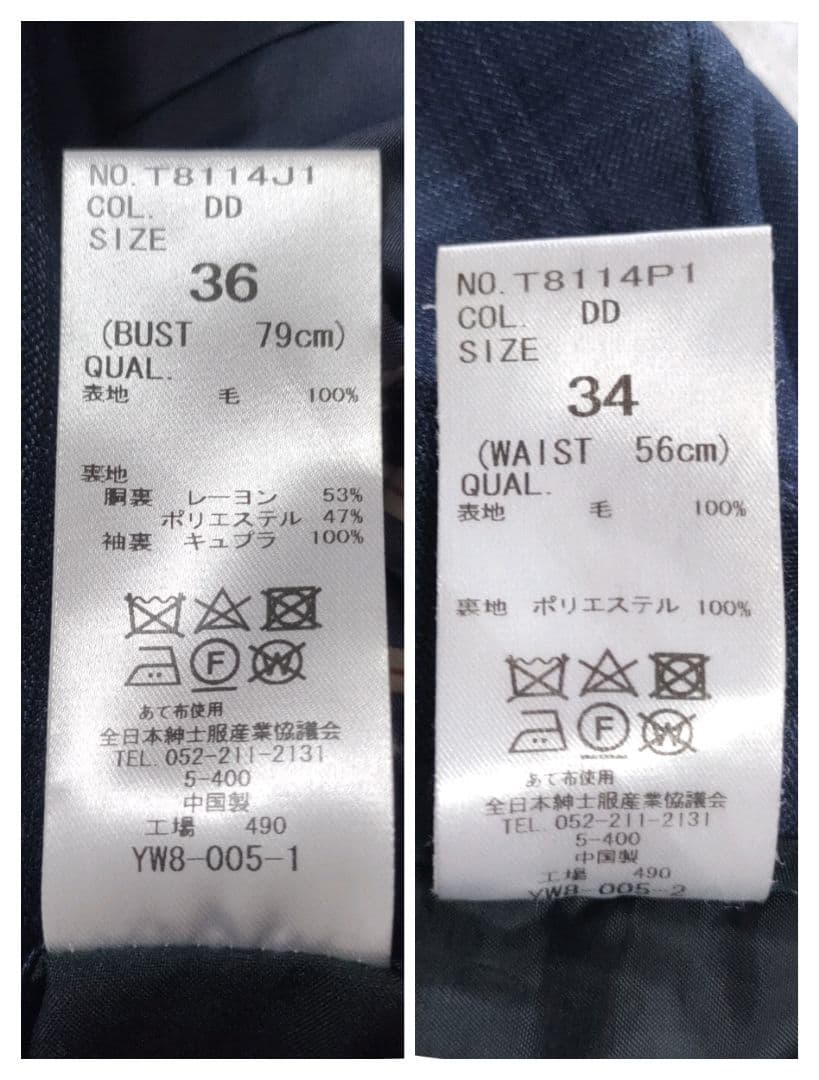 NO. T8114J1
COL. DD
SIZE
36
(BUST 79cm)
QUAL.
表地 毛 100%
裏地
胴裏 レーヨン 53%
ポリエステル 47%
袖裏 キュプラ 100%
F W
あて布使用
全日本紳士服産業協議会
TEL. 052-211-2131
5-400
中国製
工場 490
YW8-005-1
NO. T8114P1
COL. DD
SIZE
34
(WAIST 56cm)
QUAL.
表地 毛 100%
裏地 ポリエステル 100%
F W
あて布使用
全日本紳士服産業協議会
TEL. 052-211-2131
5-400
中国製
工場 490
YW8-005-2